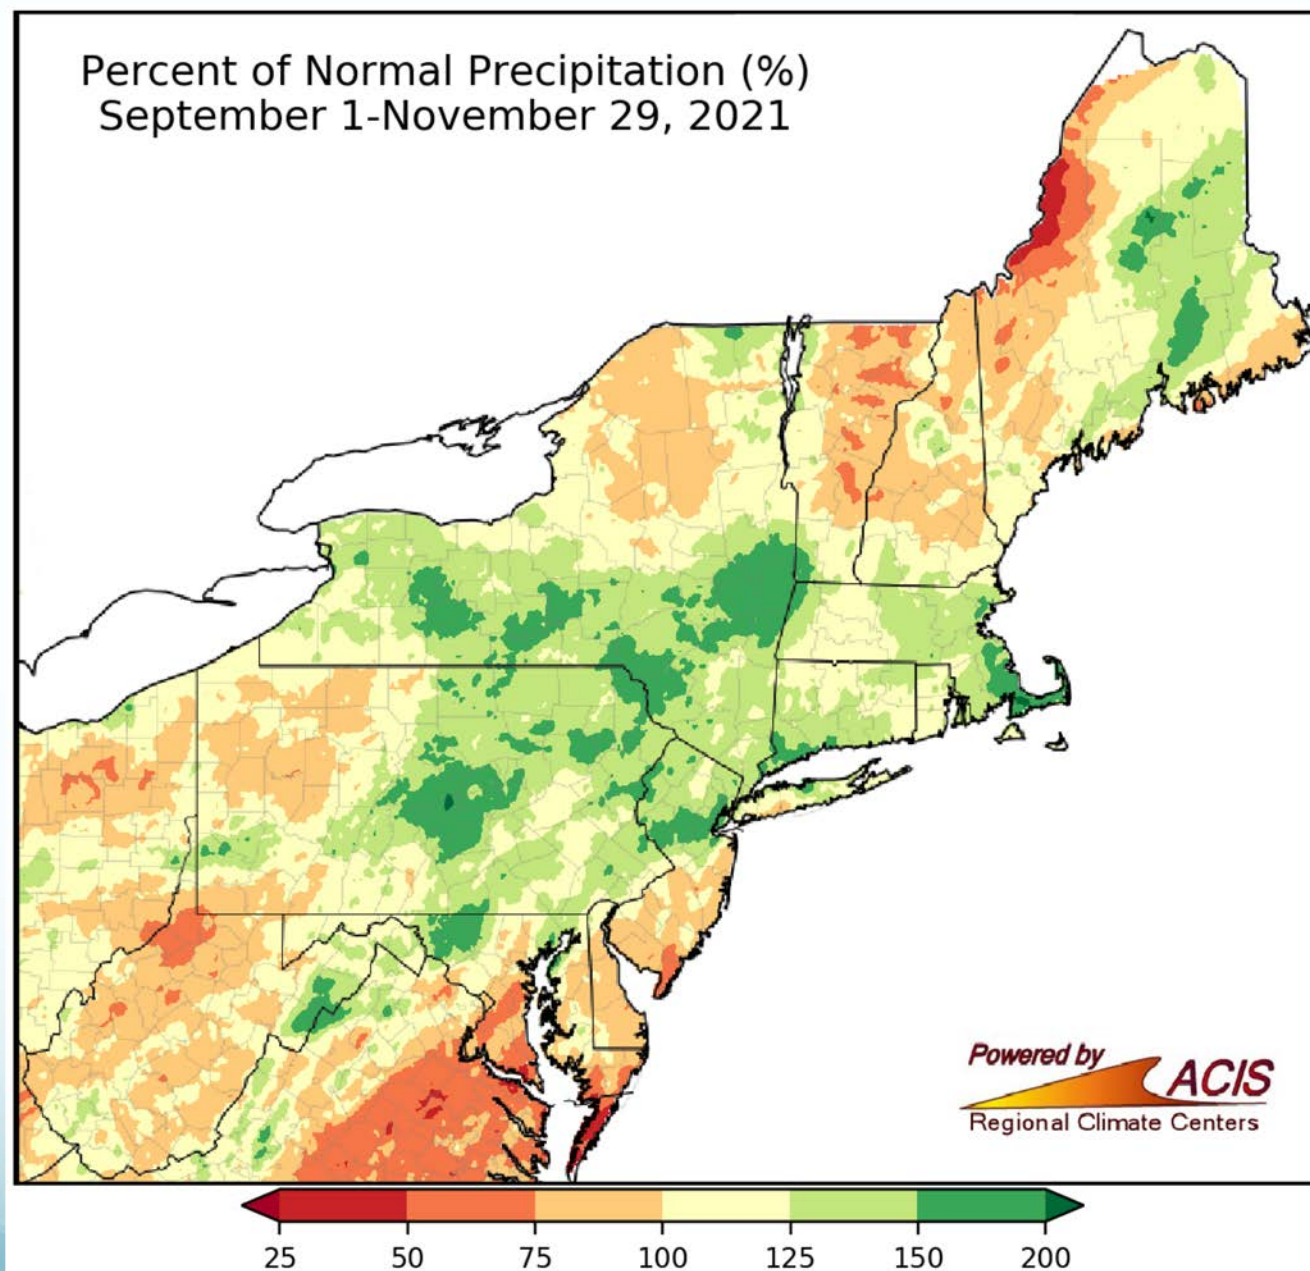 Percent of Normal Precipitation (%)
September 1-November 29, 2021
Powered by
ACIS
Regional Climate Centers
25 50 75 100 125 150 200